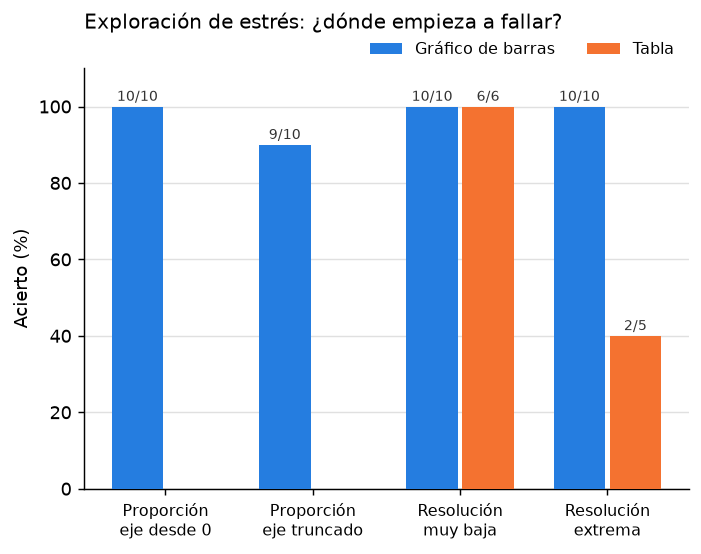 Exploración de estrés: ¿dónde empieza a fallar?
Gráfico de barras
Tabla
Acierto (%)
100
80
60
40
20
0
10/10
9/10
10/10
6/6
10/10
2/5
Proporción
eje desde 0
Proporción
eje truncado
Resolución
muy baja
Resolución
extrema